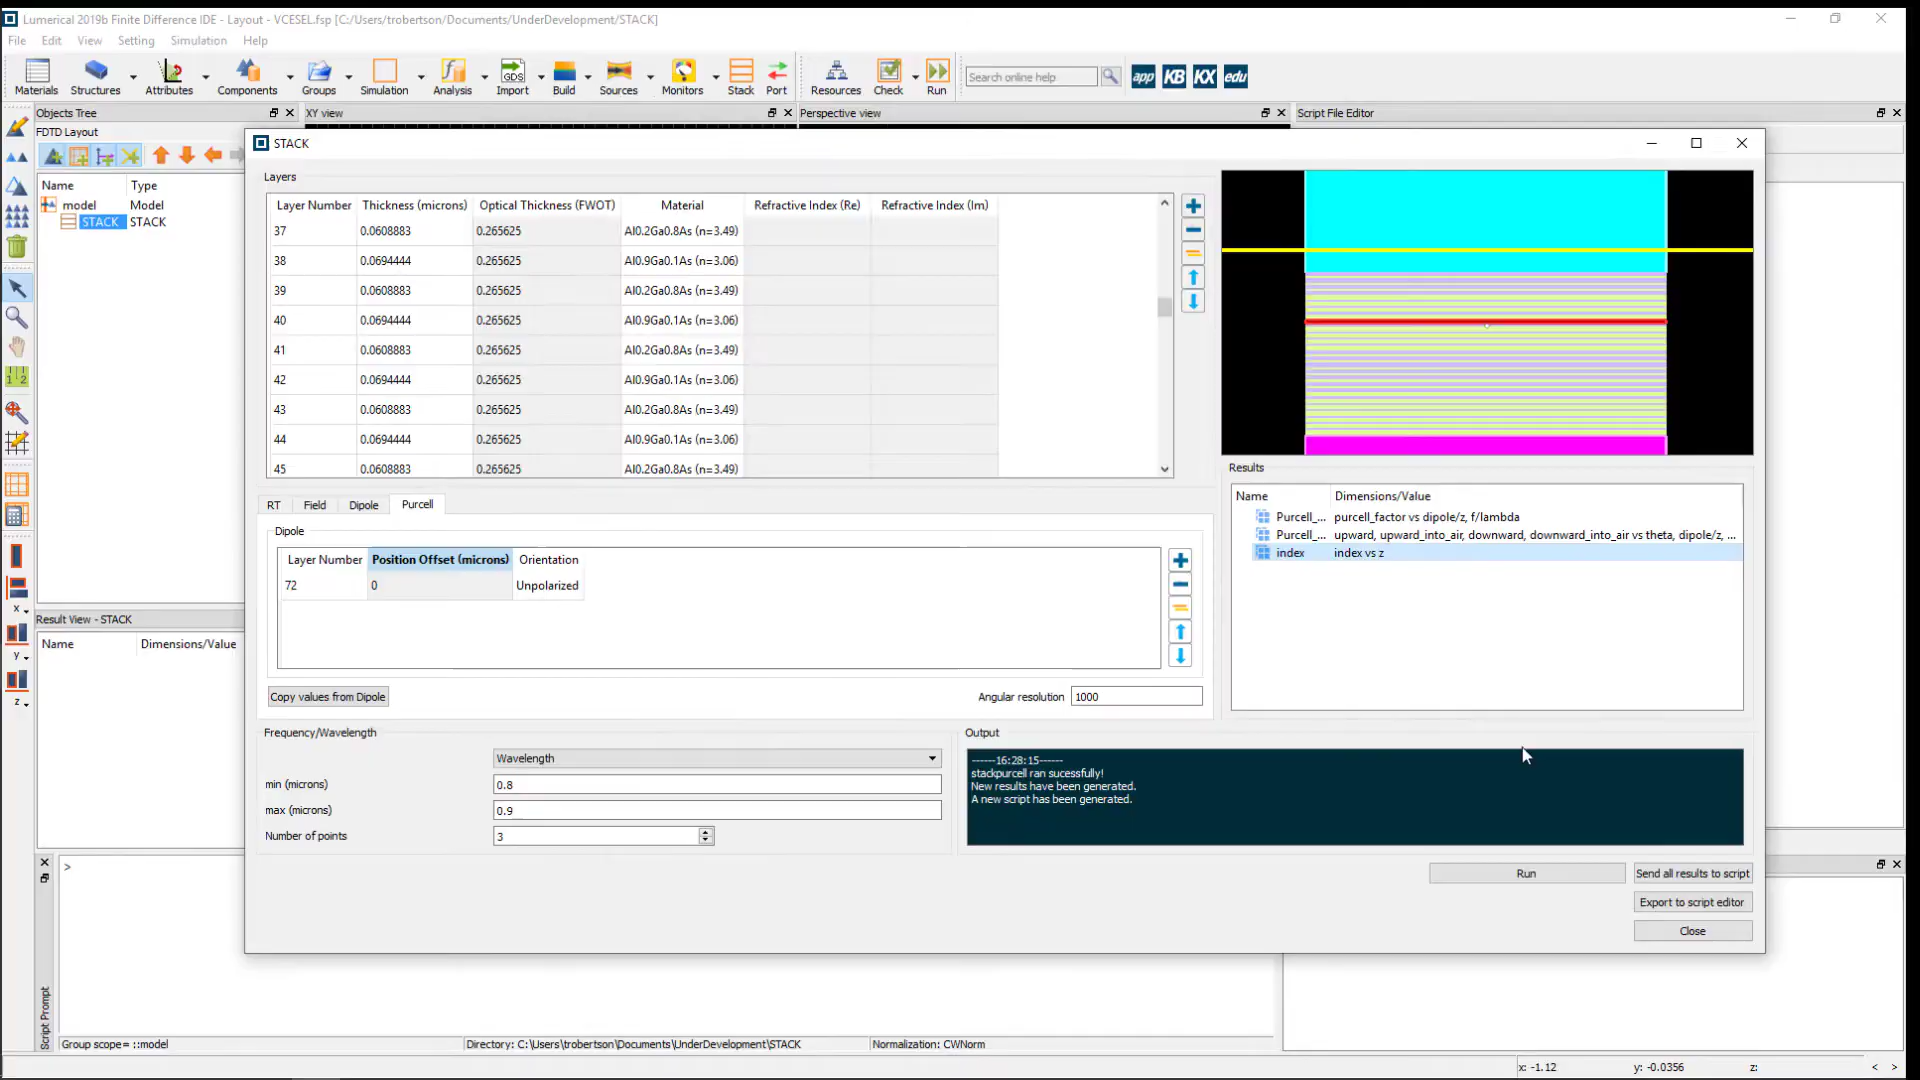 Lumerical 2019b Finite Difference IDE - Layout - VCESEL.fsp [C:/Users/trobertson/Documents/UnderDevelopment/STACK]
File Edit View Setting Simulation Help
Materials Structures Attributes Components Groups Simulation Analysis Import Build Sources Monitors Stack Port Resources Check Run
GDS
Search online help
app KB KX edu
Objects Tree
XY view
Perspective view
Script File Editor
FDTD Layout
Name Type
model Model
STACK STACK
STACK
Layers
Layer Number Thickness (microns) Optical Thickness (FWOT) Material Refractive Index (Re) Refractive Index (Im)
37 0.0608883 0.265625 Al0.2Ga0.8As (n=3.49)
38 0.0694444 0.265625 Al0.9Ga0.1As (n=3.06)
39 0.0608883 0.265625 Al0.2Ga0.8As (n=3.49)
40 0.0694444 0.265625 Al0.9Ga0.1As (n=3.06)
41 0.0608883 0.265625 Al0.2Ga0.8As (n=3.49)
42 0.0694444 0.265625 Al0.9Ga0.1As (n=3.06)
43 0.0608883 0.265625 Al0.2Ga0.8As (n=3.49)
44 0.0694444 0.265625 Al0.9Ga0.1As (n=3.06)
45 0.0608883 0.265625 Al0.2Ga0.8As (n=3.49)
RT Field Dipole Purcell
Dipole
Layer Number Position Offset (microns) Orientation
72 0 Unpolarized
Copy values from Dipole
Angular resolution 1000
Results
Name Dimensions/Value
Purcell_... purcell_factor vs dipole/z, f/lambda
Purcell_... upward, upward_into_air, downward, downward_into_air vs theta, dipole/z, ...
index index vs z
Result View - STACK
Name Dimensions/Value
x
y
z
Frequency/Wavelength
Wavelength
min (microns) 0.8
max (microns) 0.9
Number of points 3
Output
------16:28:15------
stackpurcell ran sucessfully!
New results have been generated.
A new script has been generated.
Run
Send all results to script
Export to script editor
Close
>
Script Prompt
Group scope= ::model
Directory: C:\Users\trobertson\Documents\UnderDevelopment\STACK
Normalization: CWNorm
x: -1.12 y: -0.0356 z: < >